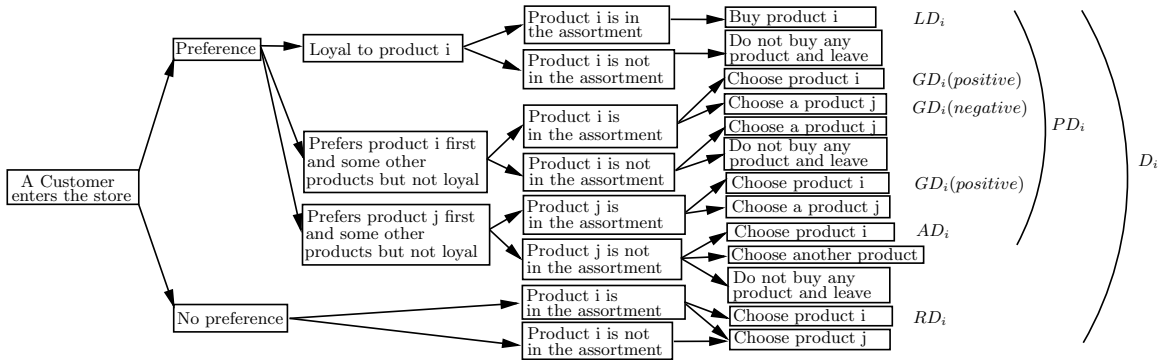 A Customer
enters the store
Preference
No preference
Loyal to product i
Prefers product i first
and some other
products but not loyal
Prefers product j first
and some other
products but not loyal
Product i is in
the assortment
Product i is not
in the assortment
Product i is
in the assortment
Product i is not
in the assortment
Product j is
in the assortment
Product j is not
in the assortment
Product i is
in the assortment
Product i is not
in the assortment
Buy product i
Do not buy any
product and leave
Choose product i
Choose a product j
Choose a product j
Do not buy any
product and leave
Choose product i
Choose a product j
Choose product i
Choose another product
Do not buy any
product and leave
Choose product i
Choose product j
LD_i
GD_i(positive)
GD_i(negative)
GD_i(positive)
AD_i
RD_i
PD_i
D_i